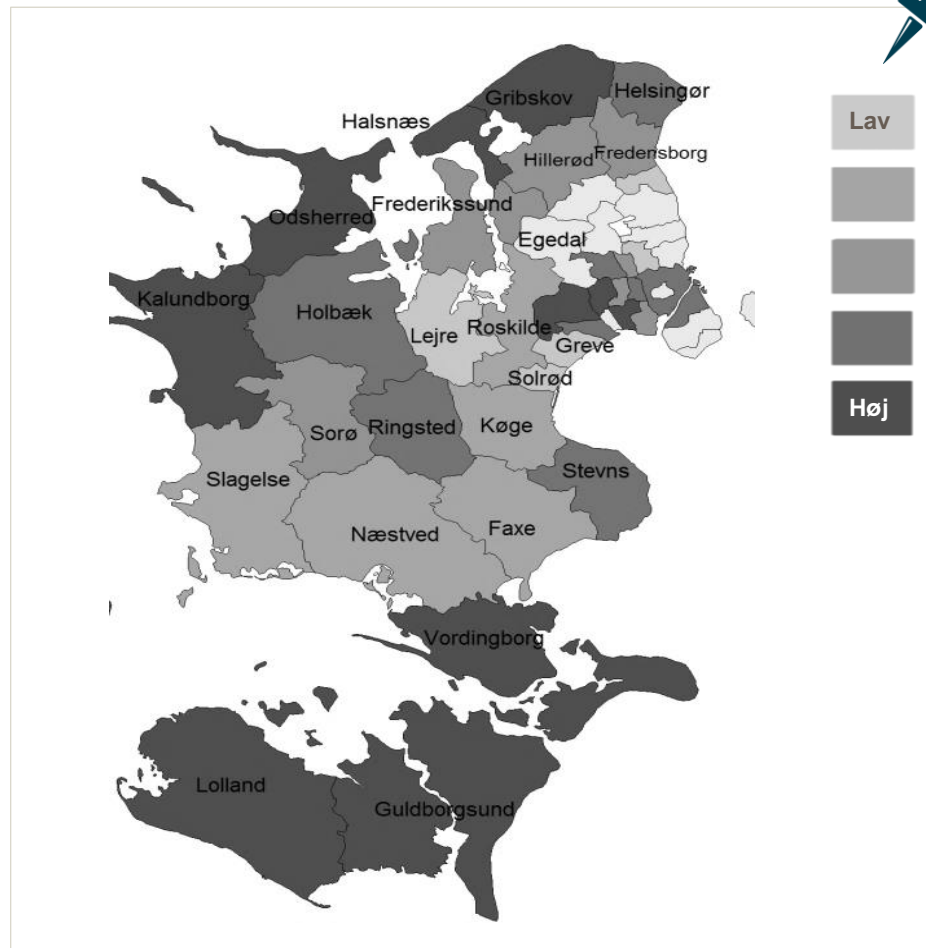 Gribskov
Helsingør
Halsnæs
Hillerød
Fredensborg
Frederikssund
Odsherred
Egedal
Kalundborg
Holbæk
Lejre
Roskilde
Greve
Solrød
Sorø
Ringsted
Køge
Slagelse
Stevns
Næstved
Faxe
Vordingborg
Lolland
Guldborgsund
Lav
Høj